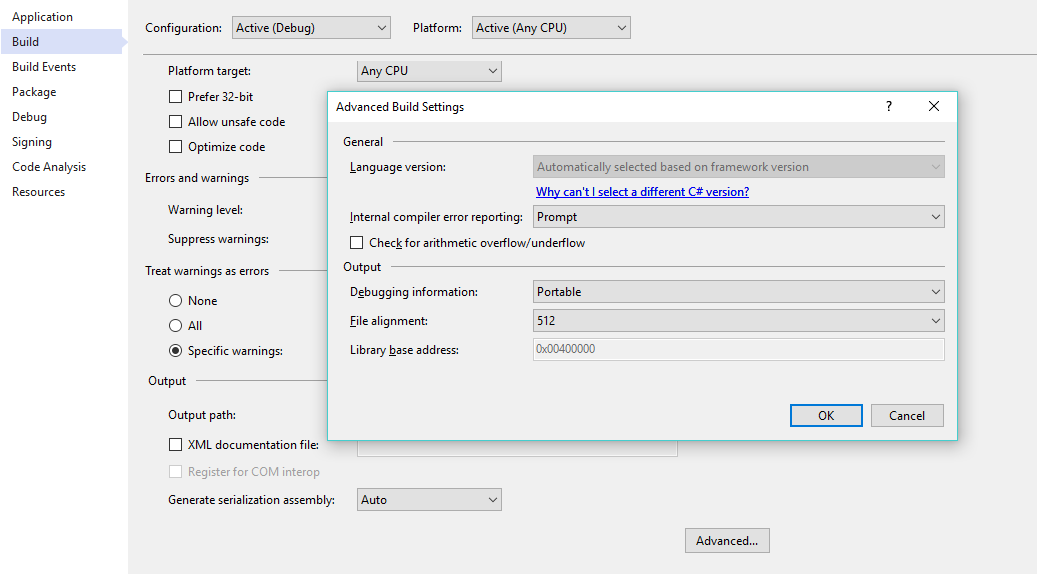 Application
Build
Build Events
Package
Debug
Signing
Code Analysis
Resources
Configuration: Active (Debug) Platform: Active (Any CPU)
Platform target: Any CPU
Prefer 32-bit
Allow unsafe code
Optimize code
Errors and warnings
Warning level:
Suppress warnings:
Treat warnings as errors
None
All
Specific warnings:
Output
Output path:
XML documentation file:
Register for COM interop
Generate serialization assembly: Auto
Advanced...
Advanced Build Settings ?
General
Language version: Automatically selected based on framework version
Why can't I select a different C# version?
Internal compiler error reporting: Prompt
Check for arithmetic overflow/underflow
Output
Debugging information: Portable
File alignment: 512
Library base address: 0x00400000
OK Cancel